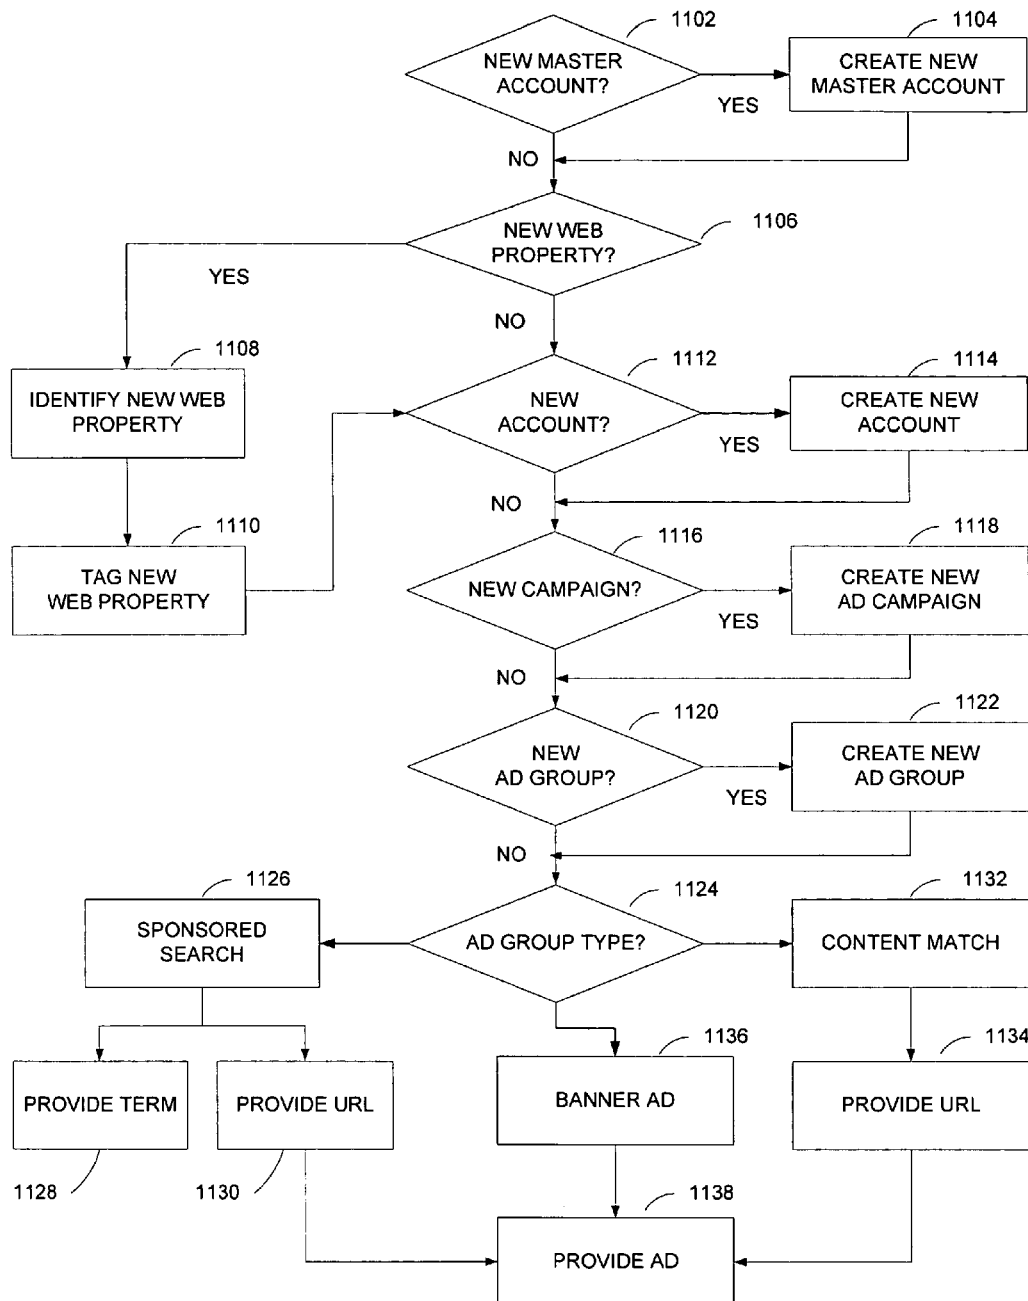 1102
1104
NEW MASTER
ACCOUNT?
CREATE NEW
MASTER ACCOUNT
YES
NO
1106
NEW WEB
PROPERTY?
YES
NO
1108
1112
1114
IDENTIFY NEW WEB
PROPERTY
NEW
ACCOUNT?
CREATE NEW
ACCOUNT
YES
NO
1110
1116
1118
TAG NEW
WEB PROPERTY
NEW CAMPAIGN?
CREATE NEW
AD CAMPAIGN
YES
NO
1120
1122
NEW
AD GROUP?
CREATE NEW
AD GROUP
YES
NO
1126
1124
1132
SPONSORED
SEARCH
AD GROUP TYPE?
CONTENT MATCH
1136
1134
PROVIDE TERM
PROVIDE URL
BANNER AD
PROVIDE URL
1128
1130
1138
PROVIDE AD